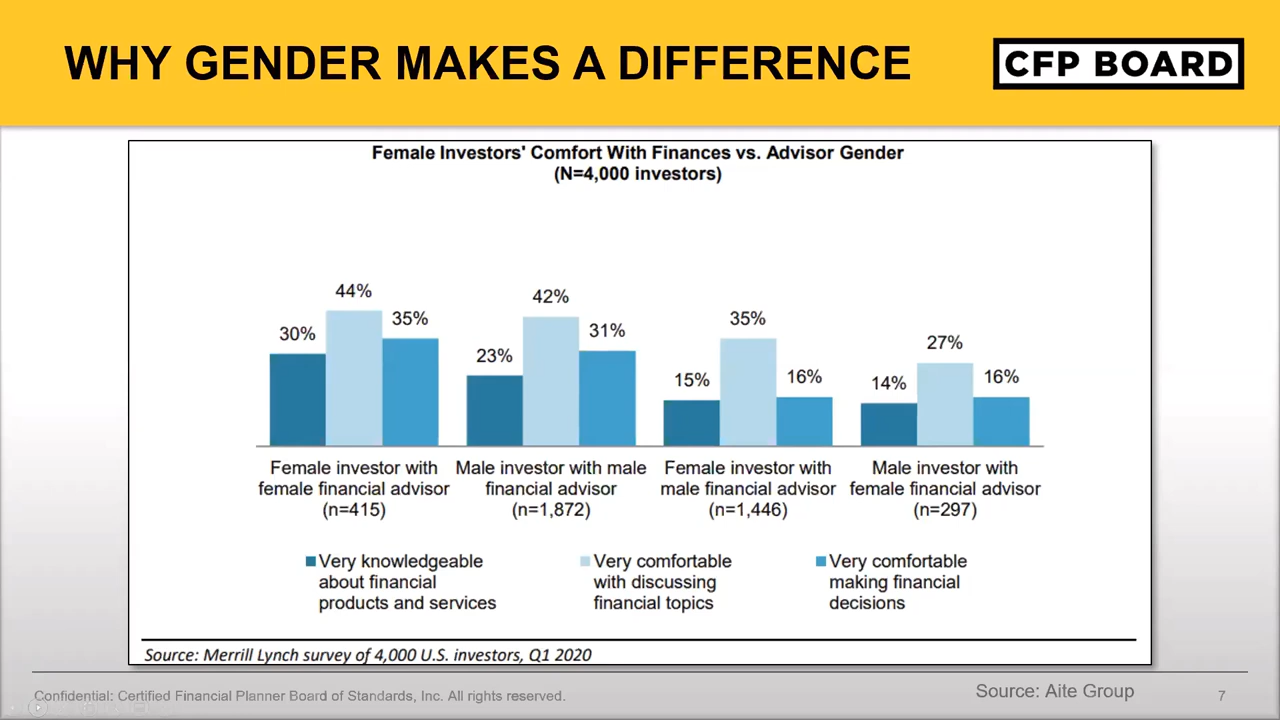 WHY GENDER MAKES A DIFFERENCE
CFP BOARD
Female Investors' Comfort With Finances vs. Advisor Gender
(N=4,000 investors)
30%
44%
35%
23%
42%
31%
15%
35%
16%
14%
27%
16%
Female investor with
female financial advisor
(n=415)
Male investor with male
financial advisor
(n=1,872)
Female investor with
male financial advisor
(n=1,446)
Male investor with
female financial advisor
(n=297)
Very knowledgeable
about financial
products and services
Very comfortable
with discussing
financial topics
Very comfortable
making financial
decisions
Source: Merrill Lynch survey of 4,000 U.S. investors, Q1 2020
Confidential: Certified Financial Planner Board of Standards, Inc. All rights reserved.
Source: Aite Group
7